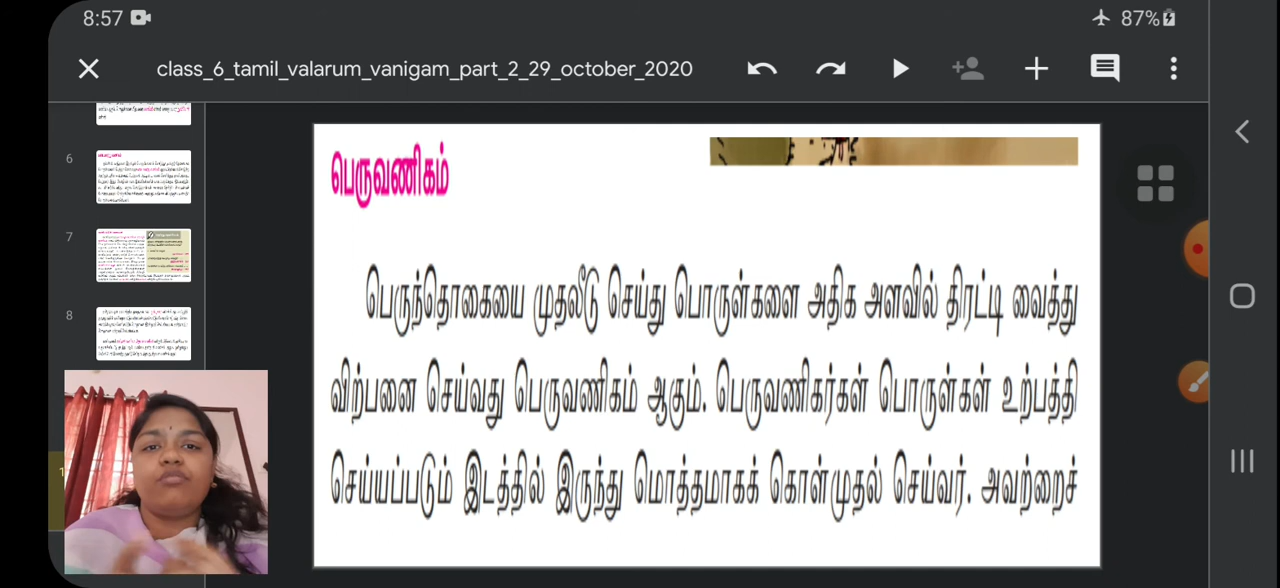 8:57
87%
class_6_tamil_valarum_vanigam_part_2_29_october_2020
6
7
8
பெருவணிகம்
பெருந்தொகையை முதலீடு செய்து பொருள்களை அதிக அளவில் திரட்டி வைத்து
விற்பனை செய்வது பெருவணிகம் ஆகும். பெருவணிகர்கள் பொருள்கள் உற்பத்தி
செய்யப்படும் இடத்தில் இருந்து மொத்தமாகக் கொள்முதல் செய்வர். அவற்றைச்